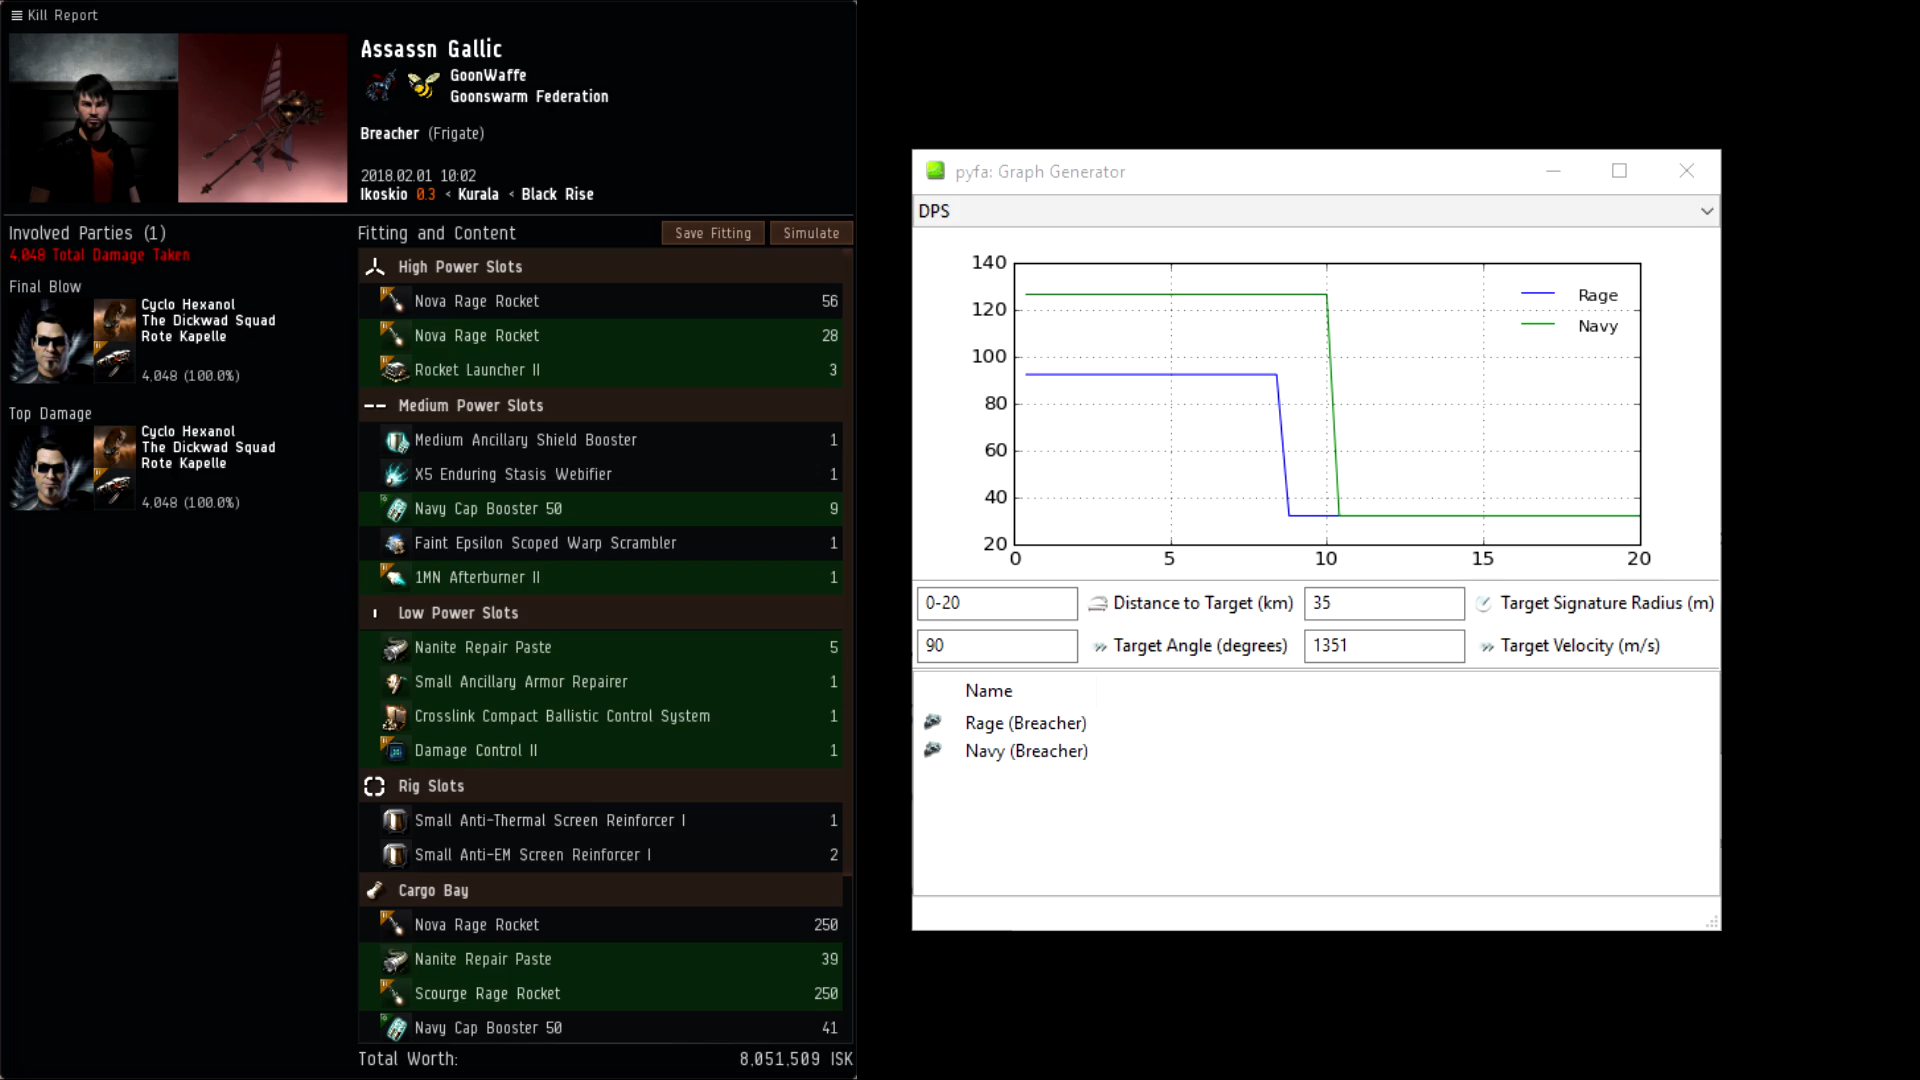 Kill Report
Assassn Gallic
GoonWaffe
Goonswarm Federation
Breacher (Frigate)
2018.02.01 10:02
Ikoskio 0.3 < Kurala < Black Rise
Involved Parties (1)
4,048 Total Damage Taken
Final Blow
Cyclo Hexanol
The Dickwad Squad
Rote Kapelle
4,048 (100.0%)
Top Damage
Cyclo Hexanol
The Dickwad Squad
Rote Kapelle
4,048 (100.0%)
Fitting and Content
Save Fitting
Simulate
High Power Slots
Nova Rage Rocket 56
Nova Rage Rocket 28
Rocket Launcher II 3
Medium Power Slots
Medium Ancillary Shield Booster 1
X5 Enduring Stasis Webifier 1
Navy Cap Booster 50 9
Faint Epsilon Scoped Warp Scrambler 1
1MN Afterburner II 1
Low Power Slots
Nanite Repair Paste 5
Small Ancillary Armor Repairer 1
Crosslink Compact Ballistic Control System 1
Damage Control II 1
Rig Slots
Small Anti-Thermal Screen Reinforcer I 1
Small Anti-EM Screen Reinforcer I 2
Cargo Bay
Nova Rage Rocket 250
Nanite Repair Paste 39
Scourge Rage Rocket 250
Navy Cap Booster 50 41
Total Worth: 8,051,509 ISK
pyfa: Graph Generator
DPS
140
120
100
80
60
40
20
0 5 10 15 20
Rage
Navy
0-20 Distance to Target (km) 35 Target Signature Radius (m)
90 Target Angle (degrees) 1351 Target Velocity (m/s)
Name
Rage (Breacher)
Navy (Breacher)